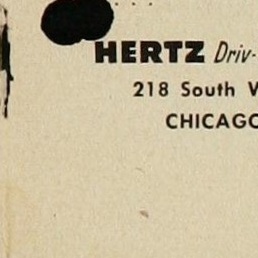 HERTZ Driv-
218 South
CHICAGO